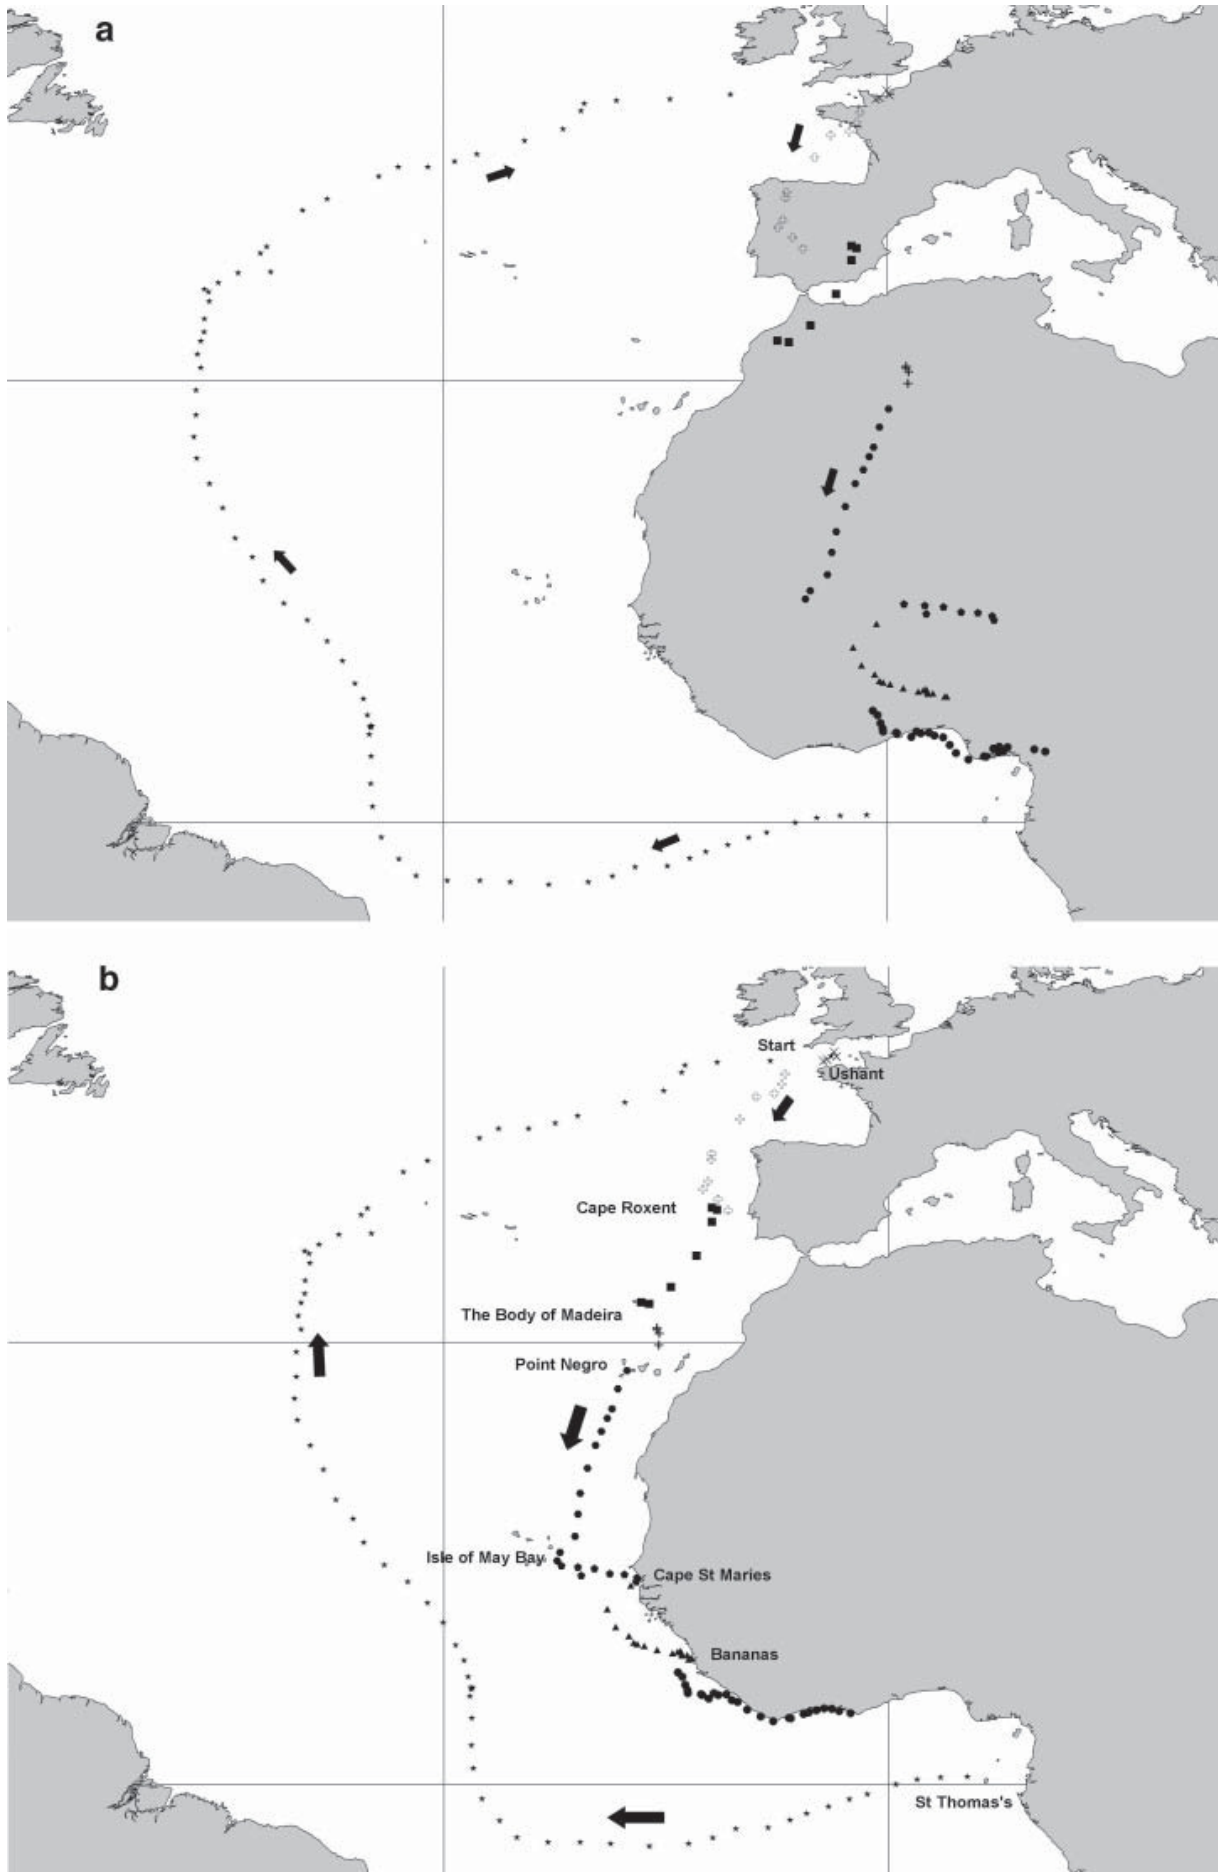 a
b
Start
Ushant
Cape Roxent
The Body of Madeira
Point Negro
Isle of May Bay
Cape St Maries
Bananas
St Thomas's